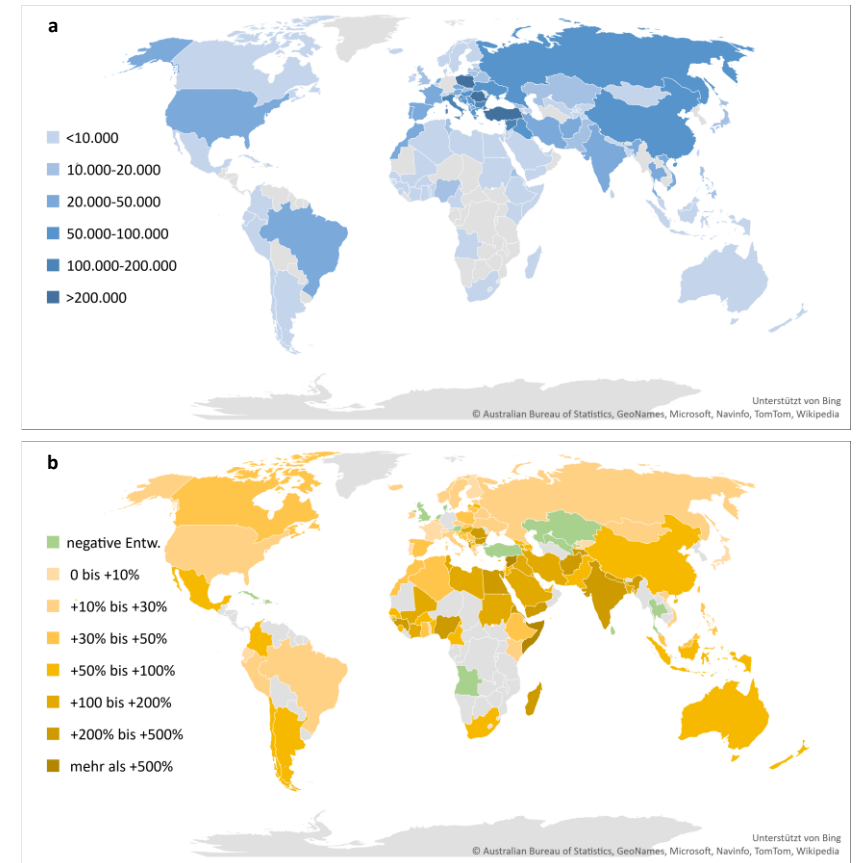 a
<10.000
10.000-20.000
20.000-50.000
50.000-100.000
100.000-200.000
>200.000
Unterstützt von Bing
© Australian Bureau of Statistics, GeoNames, Microsoft, Navinfo, TomTom, Wikipedia
b
negative Entw.
0 bis +10%
+10% bis +30%
+30% bis +50%
+50% bis +100%
+100 bis +200%
+200% bis +500%
mehr als +500%
Unterstützt von Bing
© Australian Bureau of Statistics, GeoNames, Microsoft, Navinfo, TomTom, Wikipedia